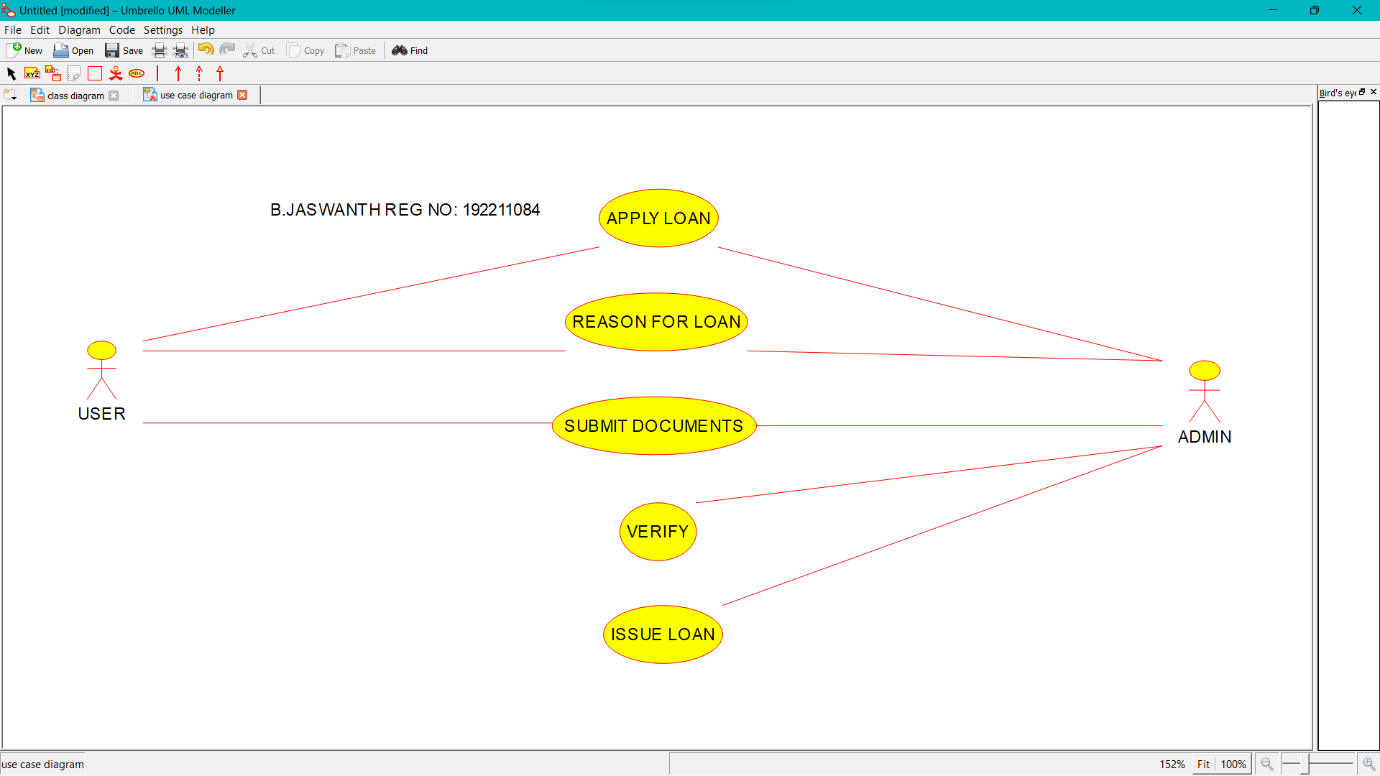 Untitled [modified] – Umbrello UML Modeller
File Edit Diagram Code Settings Help
New Open Save Cut Copy Paste Find
XYZ ABC
class diagram use case diagram
Bird's eye
B.JASWANTH REG NO: 192211084
APPLY LOAN
REASON FOR LOAN
USER
SUBMIT DOCUMENTS
ADMIN
VERIFY
ISSUE LOAN
use case diagram 152% Fit 100%